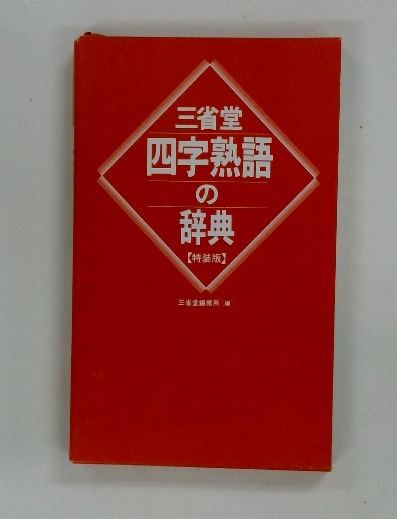 三省堂
四字熟語
の
辞典
【特装版】
三省堂編修所［編］